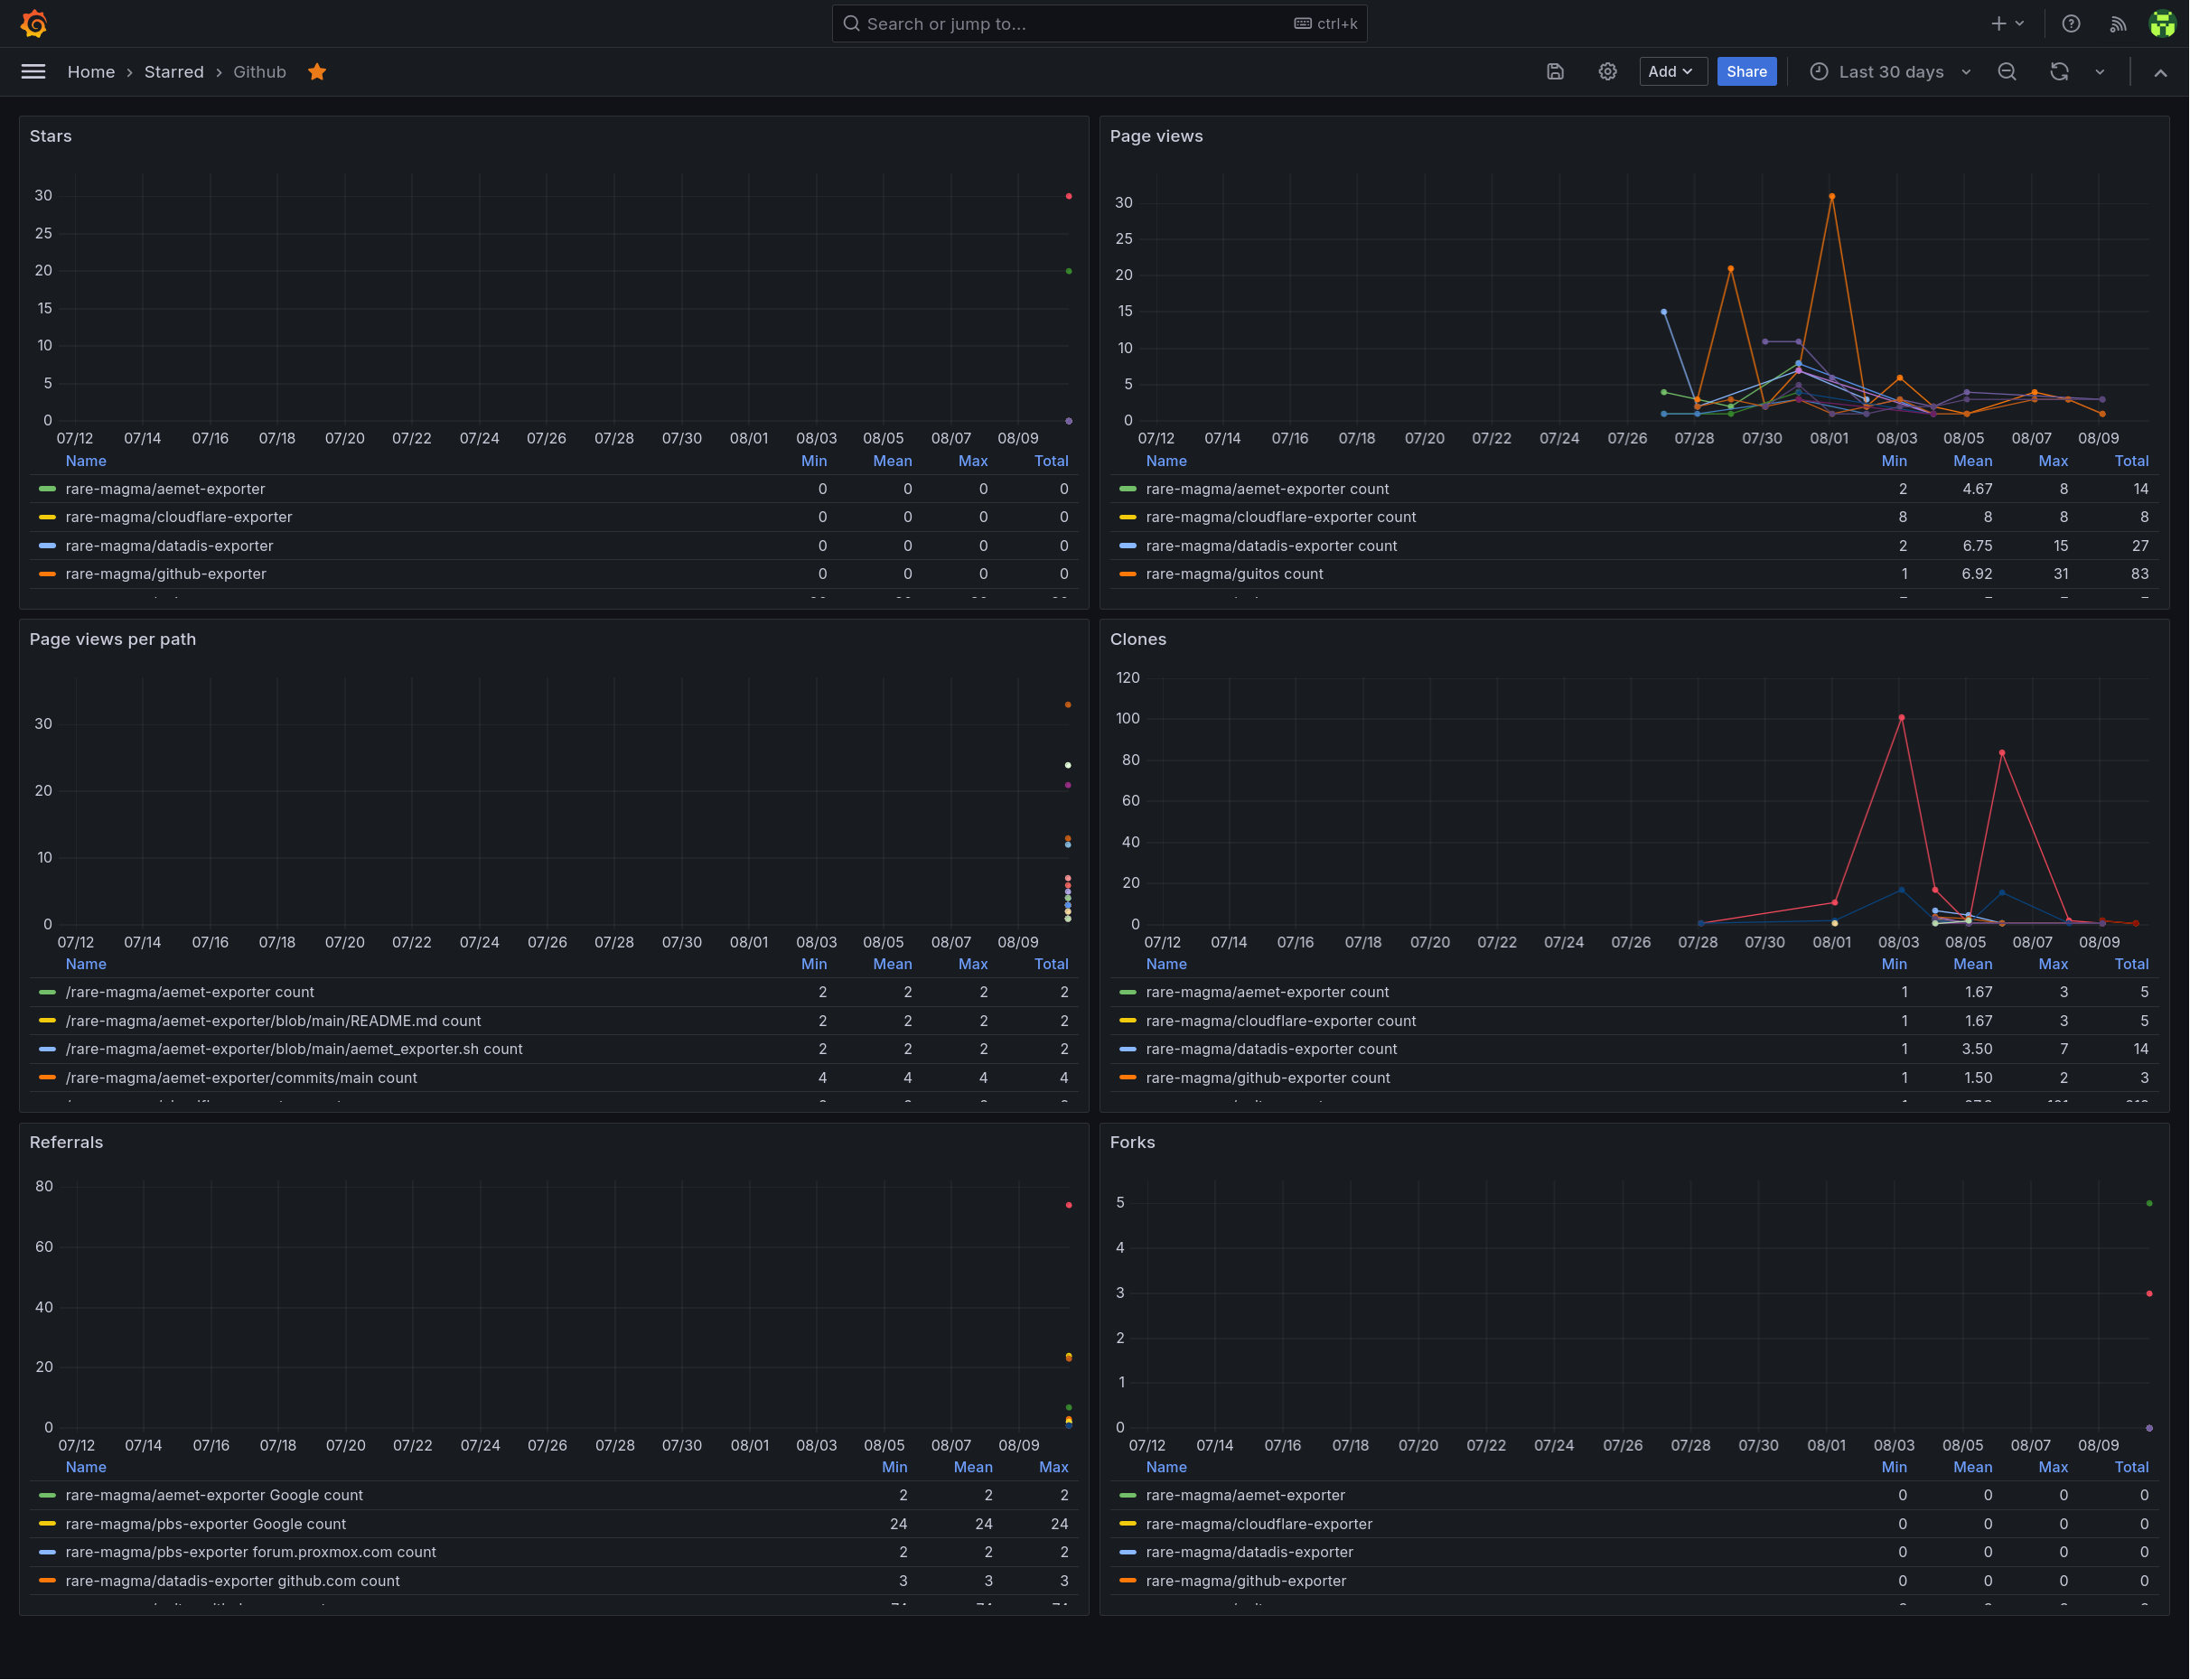 Search or jump to... ctrl+k
Home › Starred › Github Add Share Last 30 days
Stars
30
25
20
15
10
5
0
07/12 07/14 07/16 07/18 07/20 07/22 07/24 07/26 07/28 07/30 08/01 08/03 08/05 08/07 08/09
Name Min Mean Max Total
rare-magma/aemet-exporter 0 0 0 0
rare-magma/cloudflare-exporter 0 0 0 0
rare-magma/datadis-exporter 0 0 0 0
rare-magma/github-exporter 0 0 0 0
Page views
30
25
20
15
10
5
0
07/12 07/14 07/16 07/18 07/20 07/22 07/24 07/26 07/28 07/30 08/01 08/03 08/05 08/07 08/09
Name Min Mean Max Total
rare-magma/aemet-exporter count 2 4.67 8 14
rare-magma/cloudflare-exporter count 8 8 8 8
rare-magma/datadis-exporter count 2 6.75 15 27
rare-magma/guitos count 1 6.92 31 83
Page views per path
30
20
10
0
07/12 07/14 07/16 07/18 07/20 07/22 07/24 07/26 07/28 07/30 08/01 08/03 08/05 08/07 08/09
Name Min Mean Max Total
/rare-magma/aemet-exporter count 2 2 2 2
/rare-magma/aemet-exporter/blob/main/README.md count 2 2 2 2
/rare-magma/aemet-exporter/blob/main/aemet_exporter.sh count 2 2 2 2
/rare-magma/aemet-exporter/commits/main count 4 4 4 4
Clones
120
100
80
60
40
20
0
07/12 07/14 07/16 07/18 07/20 07/22 07/24 07/26 07/28 07/30 08/01 08/03 08/05 08/07 08/09
Name Min Mean Max Total
rare-magma/aemet-exporter count 1 1.67 3 5
rare-magma/cloudflare-exporter count 1 1.67 3 5
rare-magma/datadis-exporter count 1 3.50 7 14
rare-magma/github-exporter count 1 1.50 2 3
Referrals
80
60
40
20
0
07/12 07/14 07/16 07/18 07/20 07/22 07/24 07/26 07/28 07/30 08/01 08/03 08/05 08/07 08/09
Name Min Mean Max
rare-magma/aemet-exporter Google count 2 2 2
rare-magma/pbs-exporter Google count 24 24 24
rare-magma/pbs-exporter forum.proxmox.com count 2 2 2
rare-magma/datadis-exporter github.com count 3 3 3
Forks
5
4
3
2
1
0
07/12 07/14 07/16 07/18 07/20 07/22 07/24 07/26 07/28 07/30 08/01 08/03 08/05 08/07 08/09
Name Min Mean Max Total
rare-magma/aemet-exporter 0 0 0 0
rare-magma/cloudflare-exporter 0 0 0 0
rare-magma/datadis-exporter 0 0 0 0
rare-magma/github-exporter 0 0 0 0